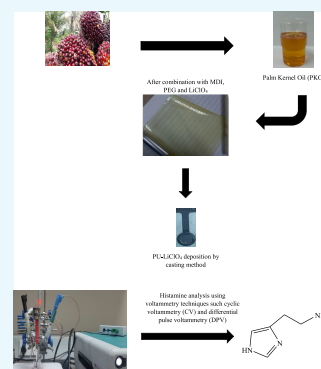 Palm Kernel Oil (PKO
After combination with MDI,
PEG and LiClO₄
PU-LiClO₄ deposition by
casting method
Histamine analysis using
voltammetry techniques such cyclic
voltammetry (CV) and differential
pulse voltammetry (DPV)
N
N
HN